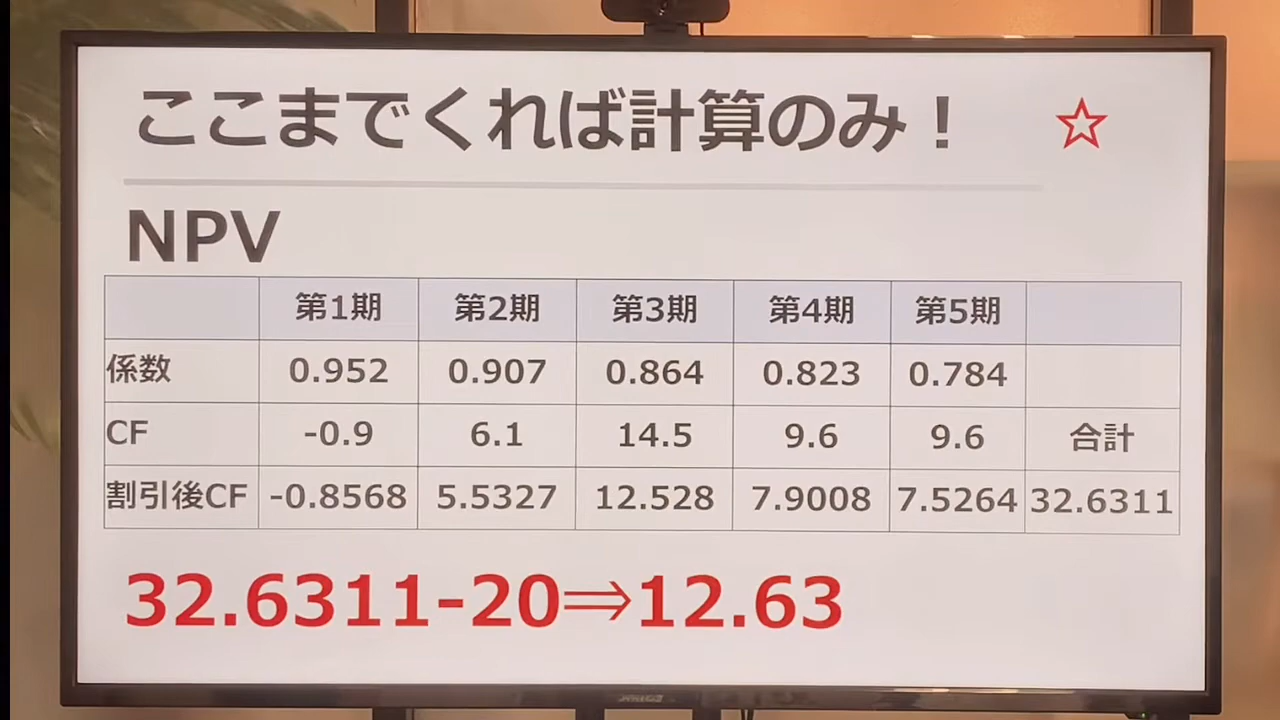 ここまでくれば計算のみ！ ☆
NPV
第1期 第2期 第3期 第4期 第5期
係数 0.952 0.907 0.864 0.823 0.784
CF -0.9 6.1 14.5 9.6 9.6 合計
割引後CF -0.8568 5.5327 12.528 7.9008 7.5264 32.6311
32.6311-20⇒12.63